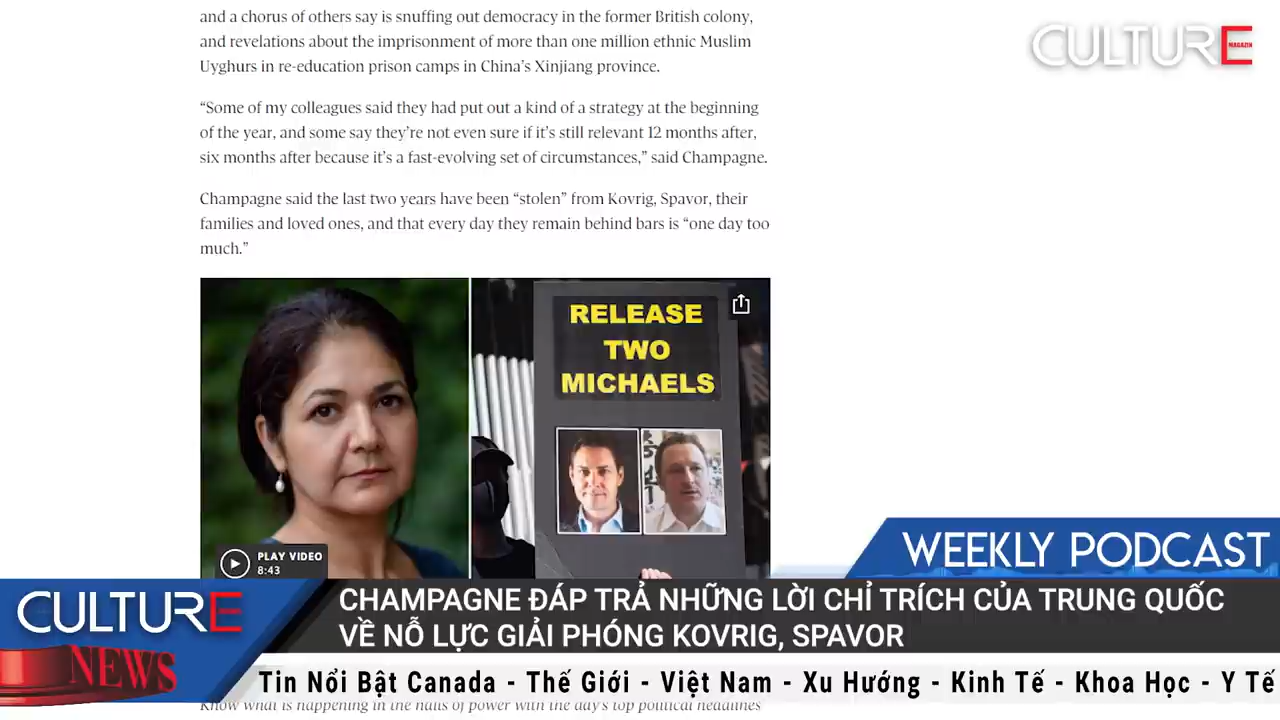 and a chorus of others say is snuffing out democracy in the former British colony,
and revelations about the imprisonment of more than one million ethnic Muslim
Uyghurs in re-education prison camps in China’s Xinjiang province.
“Some of my colleagues said they had put out a kind of a strategy at the beginning
of the year, and some say they’re not even sure if it’s still relevant 12 months after,
six months after because it’s a fast-evolving set of circumstances,” said Champagne.
Champagne said the last two years have been “stolen” from Kovrig, Spavor, their
families and loved ones, and that every day they remain behind bars is “one day too
much.”
CULTURE
MAGAZIN
RELEASE
TWO
MICHAELS
PLAY VIDEO
8:43
WEEKLY PODCAST
CULTURE
NEWS
CHAMPAGNE ĐÁP TRẢ NHỮNG LỜI CHỈ TRÍCH CỦA TRUNG QUỐC
VỀ NỖ LỰC GIẢI PHÓNG KOVRIG, SPAVOR
Tin Nổi Bật Canada - Thế Giới - Việt Nam - Xu Hướng - Kinh Tế - Khoa Học - Y Tế
Know what is happening in the halls of power with the day’s top political headlines